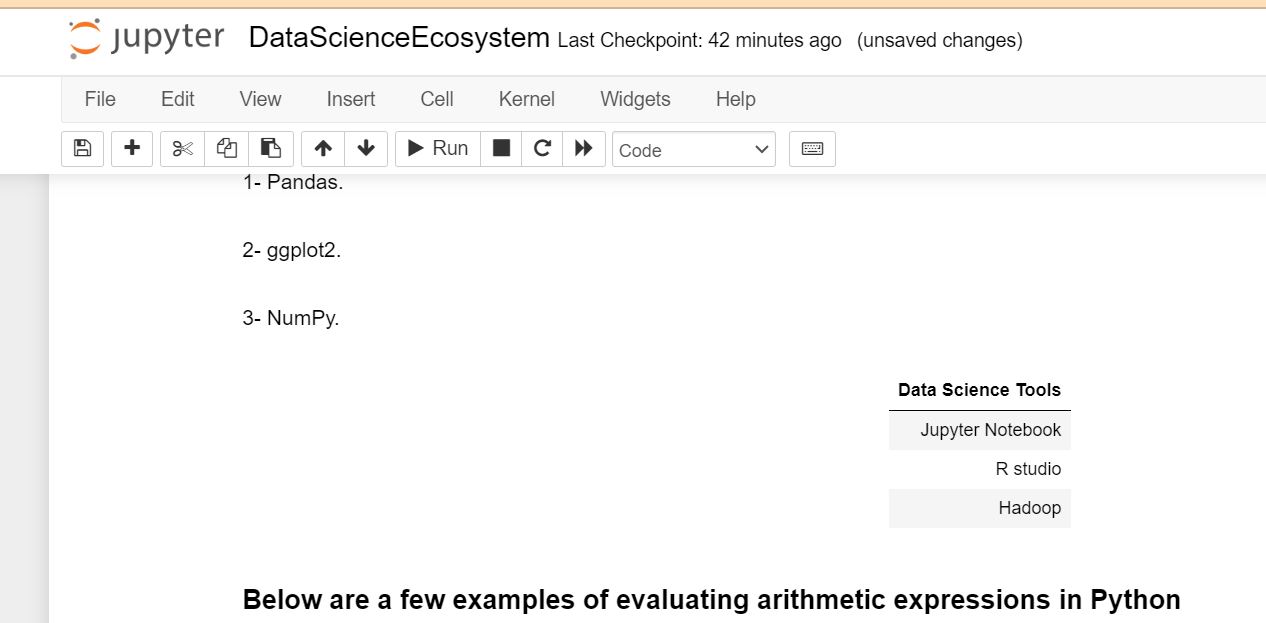 jupyter DataScienceEcosystem Last Checkpoint: 42 minutes ago (unsaved changes)
File Edit View Insert Cell Kernel Widgets Help
Run Code
1- Pandas.
2- ggplot2.
3- NumPy.
Data Science Tools
Jupyter Notebook
R studio
Hadoop
Below are a few examples of evaluating arithmetic expressions in Python